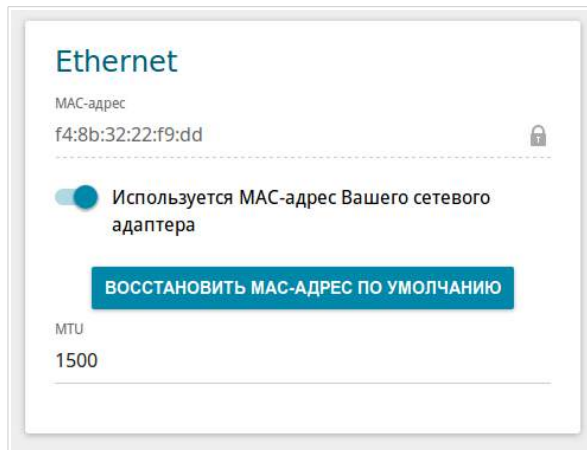 Ethernet
MAC-адрес
f4:8b:32:22:f9:dd
Используется MAC-адрес Вашего сетевого
адаптера
ВОССТАНОВИТЬ MAC-АДРЕС ПО УМОЛЧАНИЮ
MTU
1500